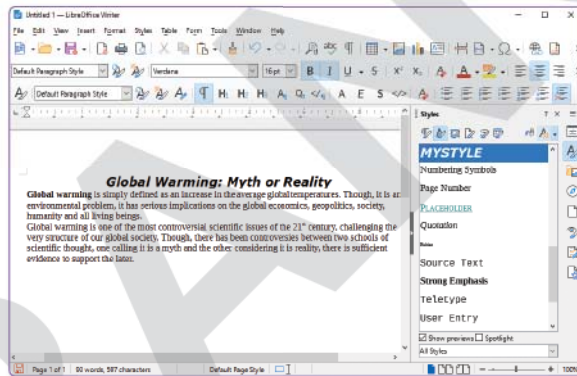 Untitled 1 — LibreOffice Writer
File Edit View Insert Format Styles Table Form Tools Window Help
Default Paragraph Style Verdana 16 pt B I U S X² X₂ A A
Default Paragraph Style ¶ H₁ H₂ H₃ A E S </>
Styles
Global Warming: Myth or Reality
Global warming is simply defined as an increase in the average global temperatures. Though, it is an
environmental problem, it has serious implications on the global economics, geopolitics, society,
humanity and all living beings.
Global warming is one of the most controversial scientific issues of the 21st century, challenging the
very structure of our global society. Though, there has been controversies between two schools of
scientific thought, one calling it is a myth and the other considering it is reality, there is sufficient
evidence to support the later.
MYSTYLE
Numbering Symbols
Page Number
PLACEHOLDER
Quotation
Source Text
Strong Emphasis
Teletype
User Entry
Show previews Spotlight
All Styles
Page 1 of 1 90 words, 587 characters Default Page Style 100%